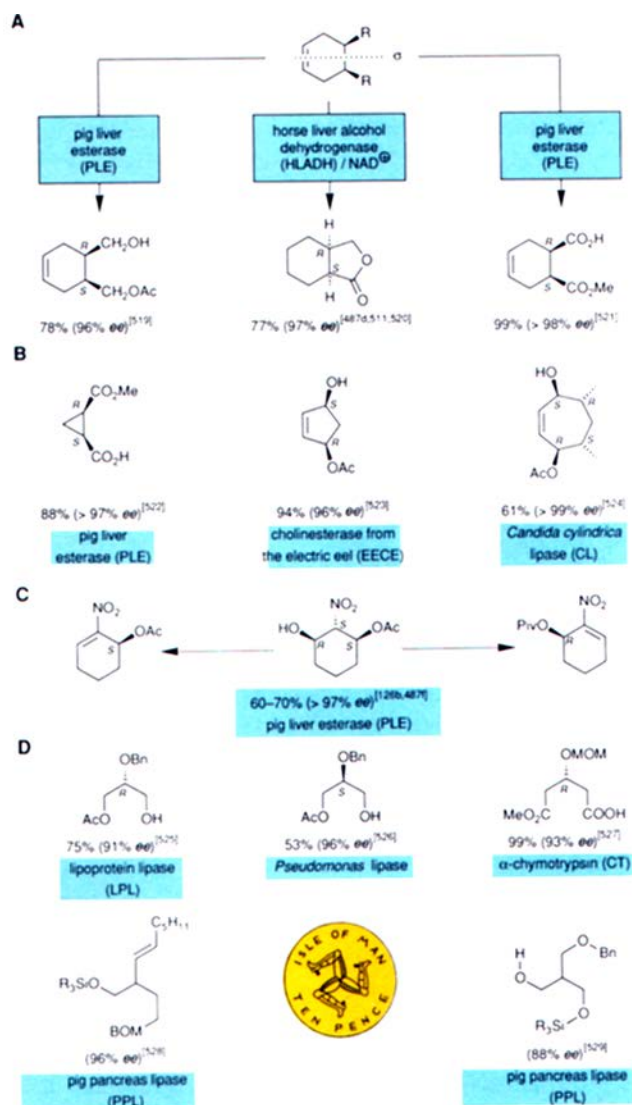 A
R
R
σ
pig liver
esterase
(PLE)
horse liver alcohol
dehydrogenase
(HLADH) / NAD⊕
pig liver
esterase
(PLE)
R
CH₂OH
S
CH₂OAc
78% (96% ee)[519]
H
R
S
O
H
O
77% (97% ee)[487d,511,520]
R
CO₂H
S
CO₂Me
99% (> 98% ee)[521]
B
CO₂Me
R
S
CO₂H
88% (> 97% ee)[522]
pig liver
esterase (PLE)
OH
S
R
OAc
94% (96% ee)[523]
cholinesterase from
the electric eel (EECE)
HO
S
R
S
R
AcO
61% (> 99% ee)[524]
Candida cylindrica
lipase (CL)
C
NO₂
OAc
S
NO₂
HO
S
OAc
R
S
NO₂
PivO
R
60–70% (> 97% ee)[126b,487f]
pig liver esterase (PLE)
D
OBn
R
AcO
OH
75% (91% ee)[525]
lipoprotein lipase
(LPL)
OBn
S
AcO
OH
53% (96% ee)[526]
Pseudomonas lipase
OMOM
R
MeO₂C
COOH
99% (93% ee)[527]
α-chymotrypsin (CT)
C₅H₁₁
R₃SiO
BOM
(96% ee)[528]
pig pancreas lipase
(PPL)
ISLE OF MAN
TEN PENCE
H
O
O
Bn
O
R₃Si
(88% ee)[529]
pig pancreas lipase
(PPL)